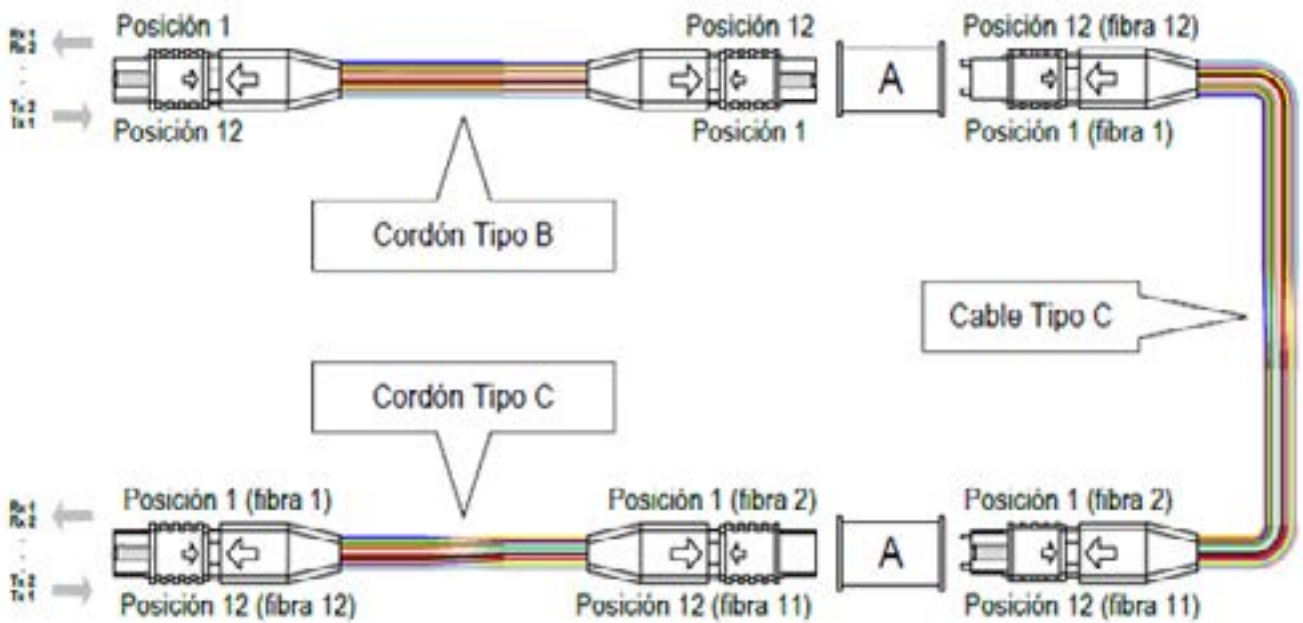 Posición 1
Posición 12
Posición 12 (fibra 12)
A
Posición 12
Posición 1
Posición 1 (fibra 1)
Cordón Tipo B
Cable Tipo C
Cordón Tipo C
Posición 1 (fibra 1)
Posición 1 (fibra 2)
Posición 1 (fibra 2)
A
Posición 12 (fibra 12)
Posición 12 (fibra 11)
Posición 12 (fibra 11)